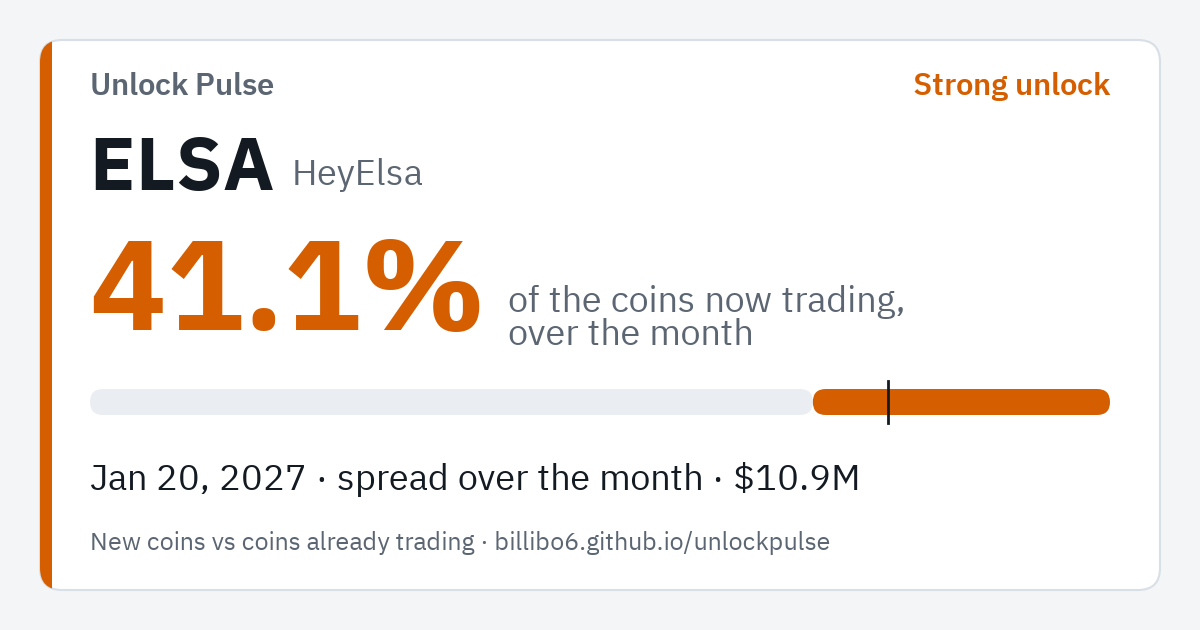 Unlock Pulse
Strong unlock
ELSA HeyElsa
41.1% of the coins now trading,
over the month
Jan 20, 2027 · spread over the month · $10.9M
New coins vs coins already trading · billibo6.github.io/unlockpulse